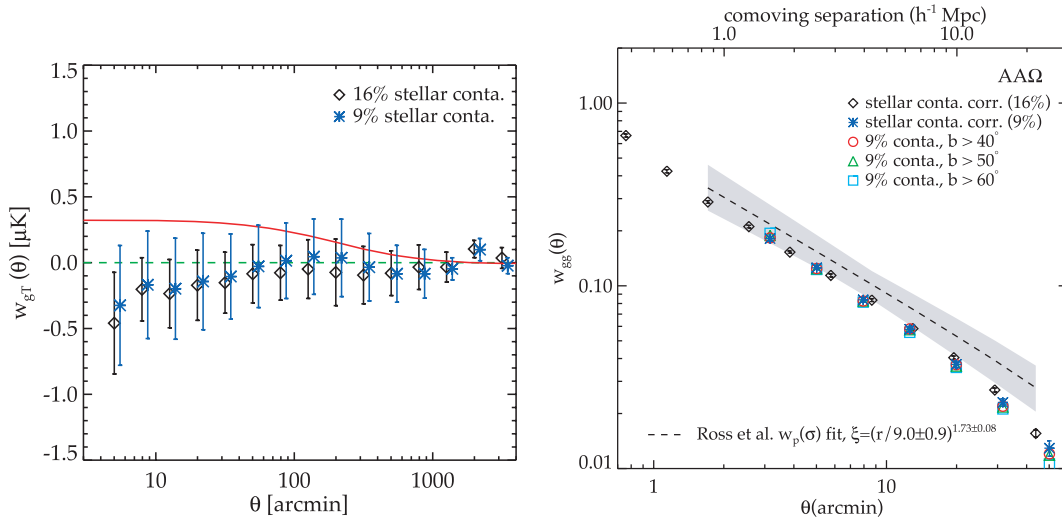 1.5
1.0
0.5
0.0
-0.5
-1.0
-1.5
w_gT (θ) [μK]
16% stellar conta.
9% stellar conta.
10 100 1000
θ [arcmin]
comoving separation (h⁻¹ Mpc)
1.0 10.0
1.00
0.10
0.01
w_gg(θ)
AAΩ
stellar conta. corr. (16%)
stellar conta. corr. (9%)
9% conta., b > 40°
9% conta., b > 50°
9% conta., b > 60°
Ross et al. w_p(σ) fit, ξ=(r/9.0±0.9)^1.73±0.08
1 10
θ(arcmin)